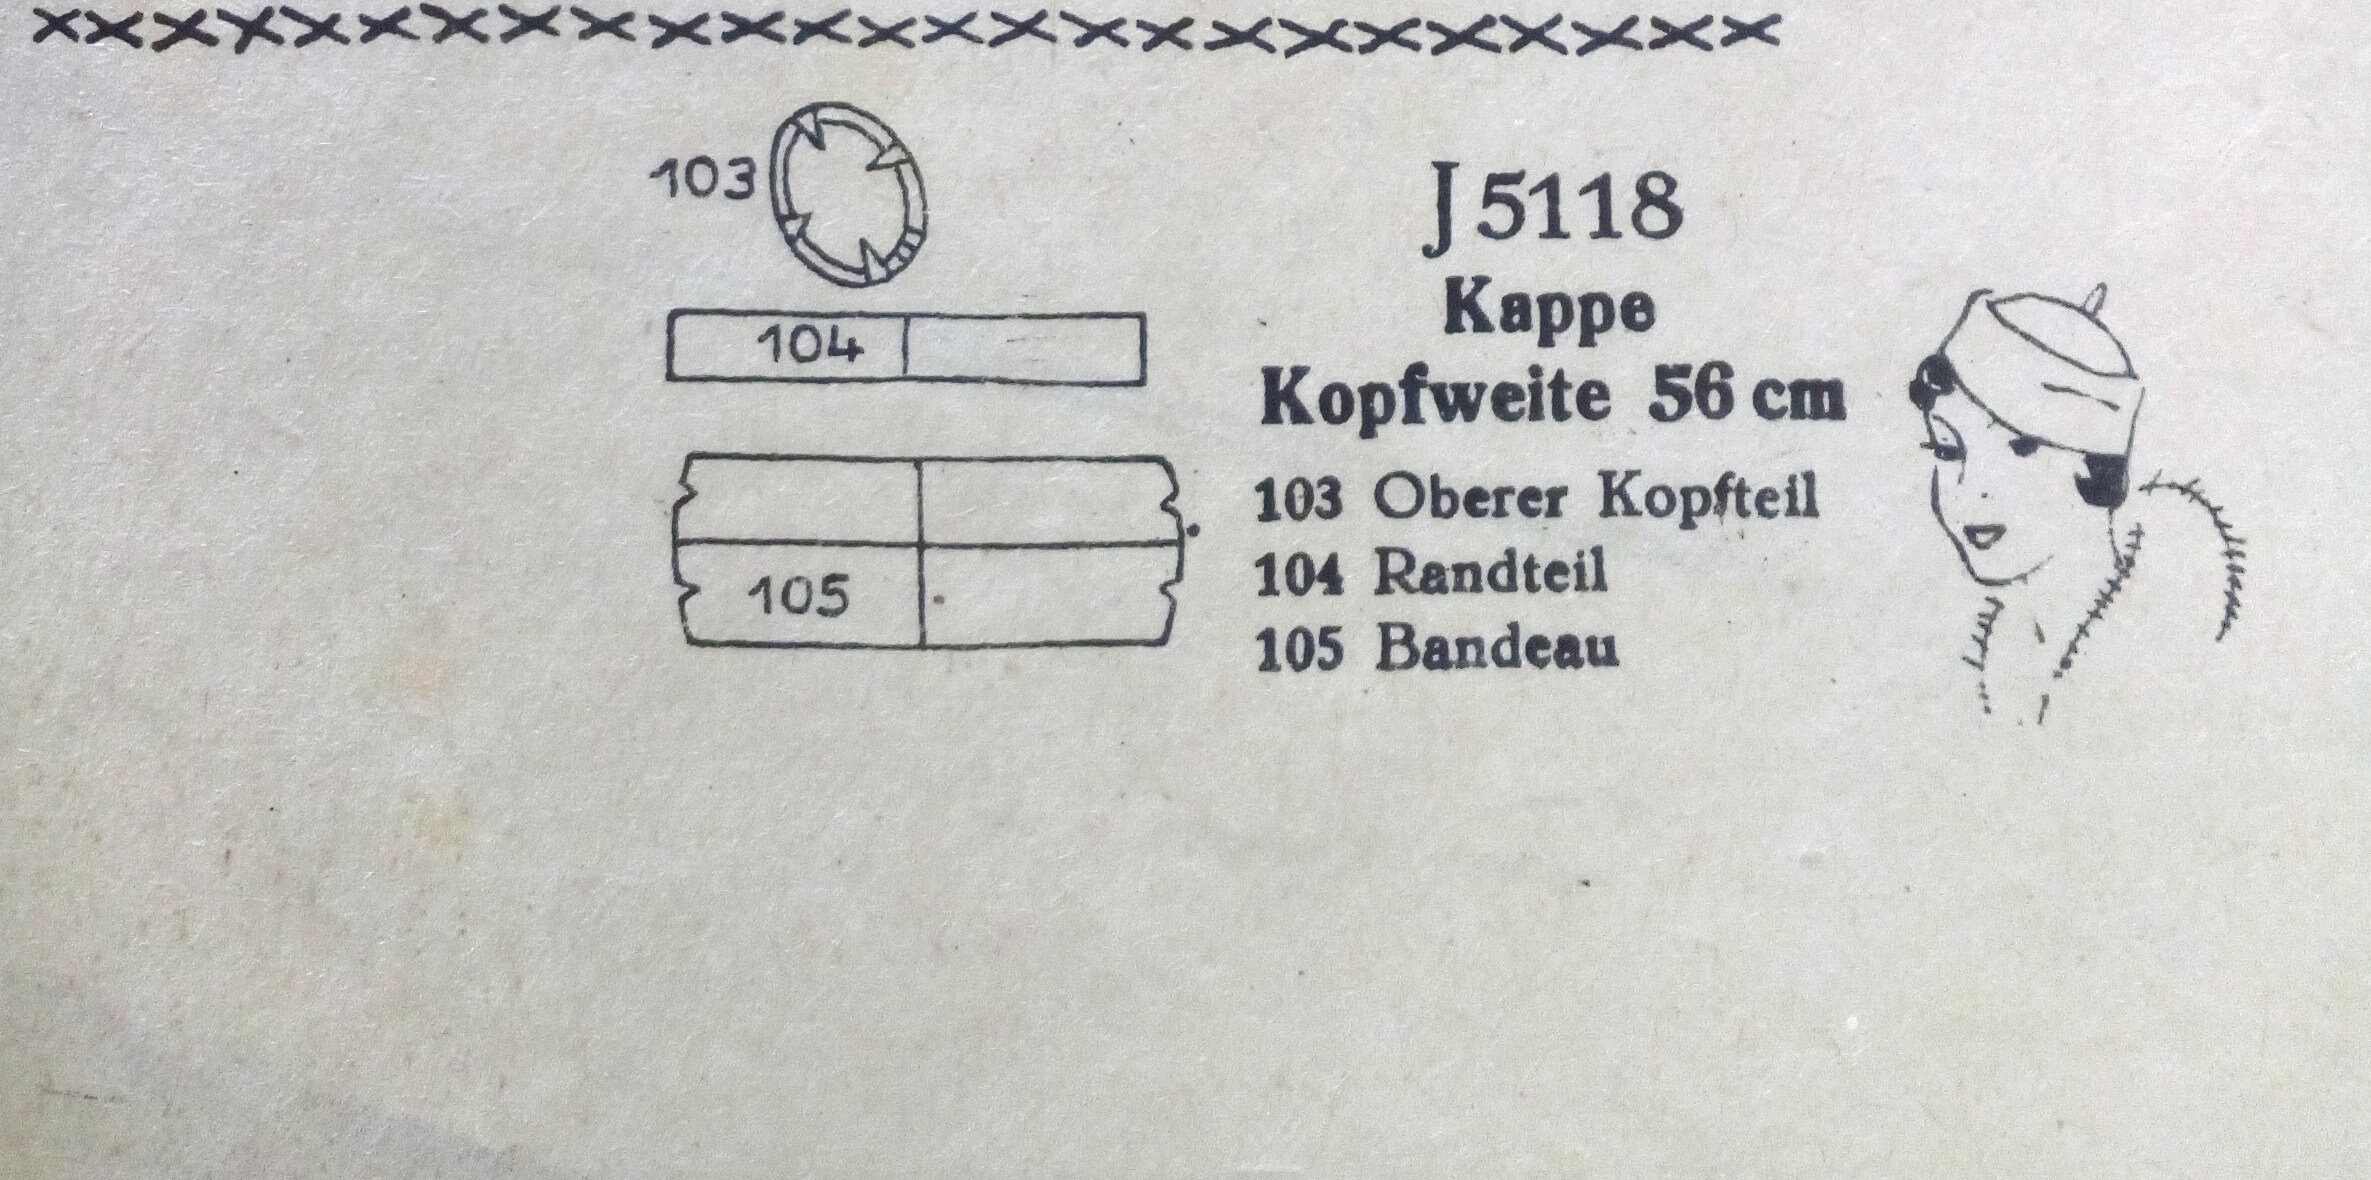 103
104
105
J 5118
Kappe
Kopfweite 56 cm
103 Oberer Kopfteil
104 Randteil
105 Bandeau